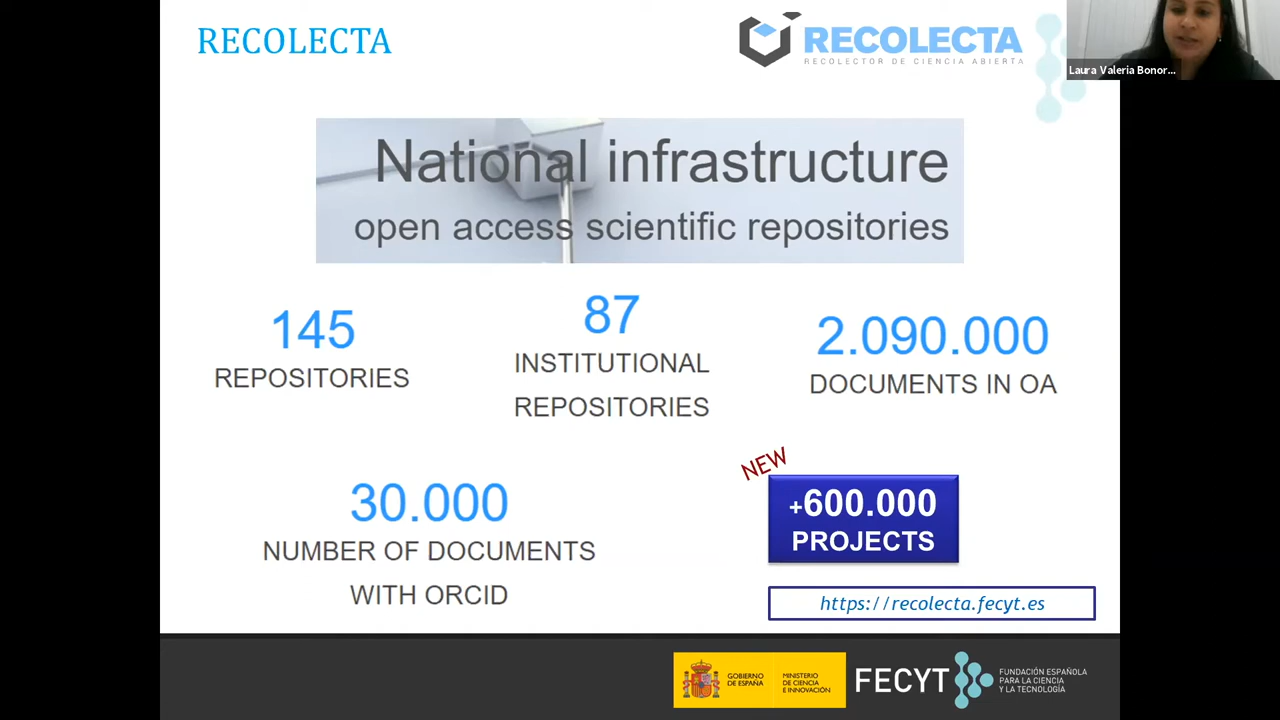 RECOLECTA
RECOLECTA
RECOLECTOR DE CIENCIA ABIERTA
Laura Valeria Bonor...
National infrastructure
open access scientific repositories
145
REPOSITORIES
87
INSTITUTIONAL
REPOSITORIES
2.090.000
DOCUMENTS IN OA
30.000
NUMBER OF DOCUMENTS
WITH ORCID
NEW
+600.000
PROJECTS
https://recolecta.fecyt.es
GOBIERNO
DE ESPAÑA
MINISTERIO
DE CIENCIA
E INNOVACIÓN
FECYT
FUNDACIÓN ESPAÑOLA
PARA LA CIENCIA
Y LA TECNOLOGÍA